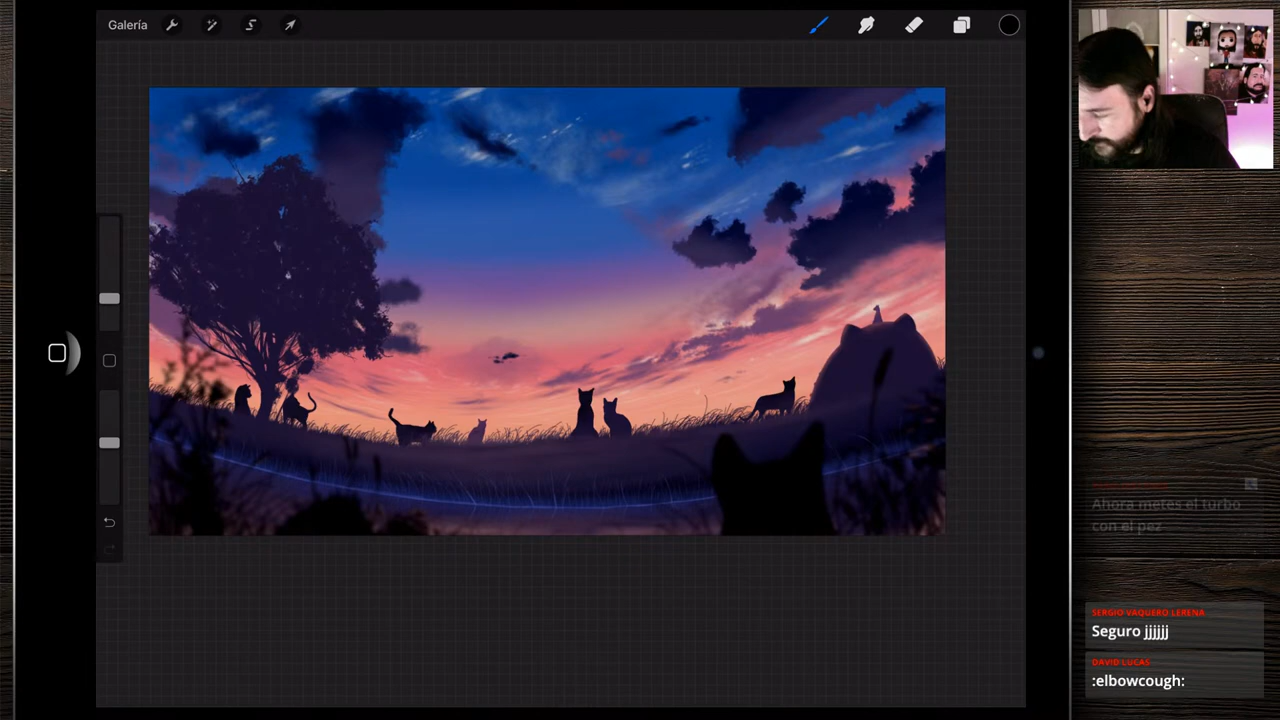 Galería
Ahora metes el turbo
con el pez
SERGIO VAQUERO LERENA
Seguro jjjjjj
DAVID LUCAS
:elbowcough: